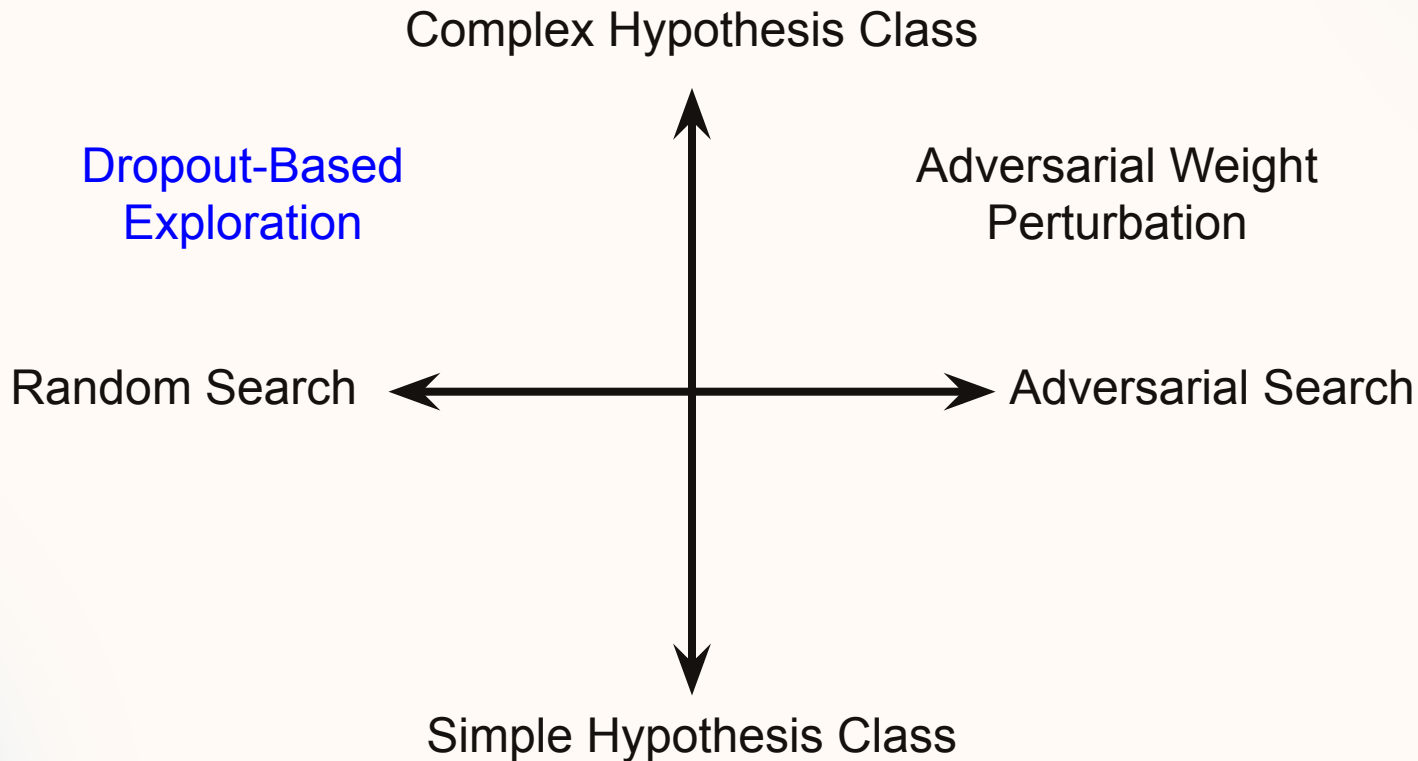 Complex Hypothesis Class
Dropout-Based
Exploration
Adversarial Weight
Perturbation
Random Search
Adversarial Search
Simple Hypothesis Class